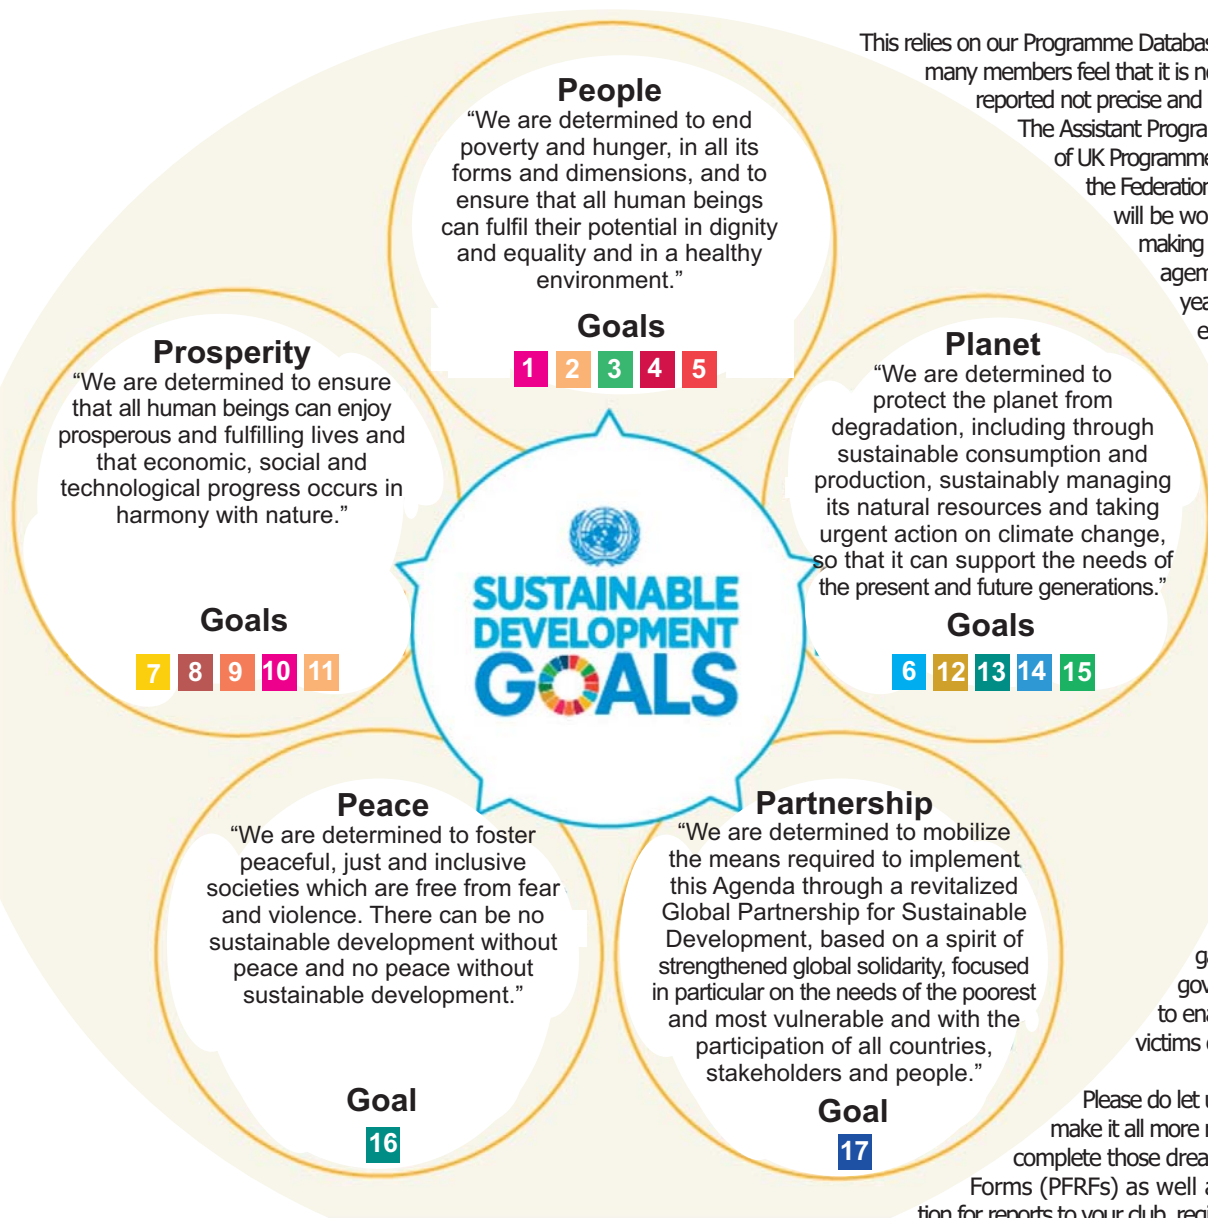 This relies on our Programme Databas
many members feel that it is no
reported not precise and
The Assistant Progra
of UK Programme
the Federation
will be wo
making
agem
yea
e
People
“We are determined to end
poverty and hunger, in all its
forms and dimensions, and to
ensure that all human beings
can fulfil their potential in dignity
and equality and in a healthy
environment.”
Goals
1 2 3 4 5
Prosperity
“We are determined to ensure
that all human beings can enjoy
prosperous and fulfilling lives and
that economic, social and
technological progress occurs in
harmony with nature.”
Goals
7 8 9 10 11
Planet
“We are determined to
protect the planet from
degradation, including through
sustainable consumption and
production, sustainably managing
its natural resources and taking
urgent action on climate change,
so that it can support the needs of
the present and future generations.”
Goals
6 12 13 14 15
SUSTAINABLE
DEVELOPMENT
GOALS
Peace
“We are determined to foster
peaceful, just and inclusive
societies which are free from fear
and violence. There can be no
sustainable development without
peace and no peace without
sustainable development.”
Goal
16
Partnership
“We are determined to mobilize
the means required to implement
this Agenda through a revitalized
Global Partnership for Sustainable
Development, based on a spirit of
strengthened global solidarity, focused
in particular on the needs of the poorest
and most vulnerable and with the
participation of all countries,
stakeholders and people.”
Goal
17
g
gov
to ena
victims
Please do let u
make it all more
complete those drea
Forms (PFRFs) as well a
tion for reports to your club, regi